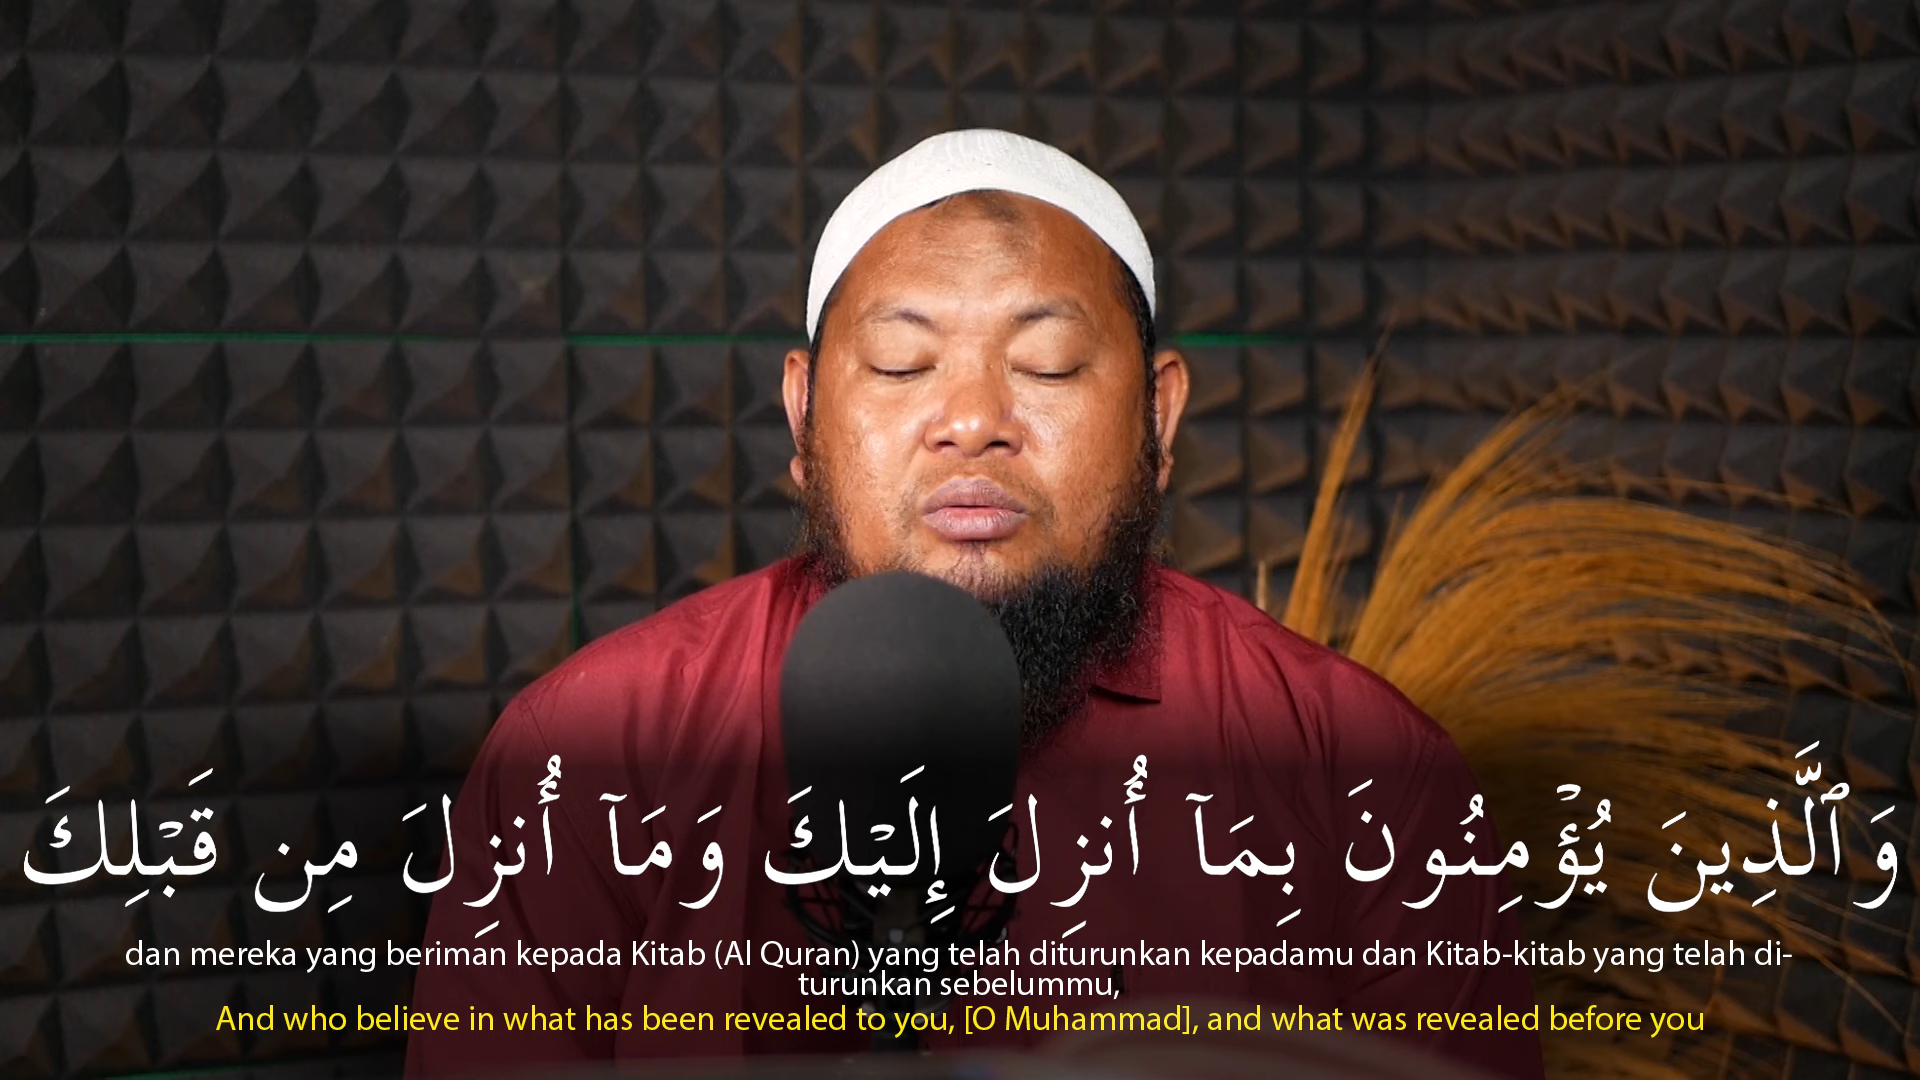 وَٱلَّذِينَ يُؤْمِنُونَ بِمَآ أُنزِلَ إِلَيْكَ وَمَآ أُنزِلَ مِن قَبْلِكَ
dan mereka yang beriman kepada Kitab (Al Quran) yang telah diturunkan kepadamu dan Kitab-kitab yang telah di-
turunkan sebelummu,
And who believe in what has been revealed to you, [O Muhammad], and what was revealed before you